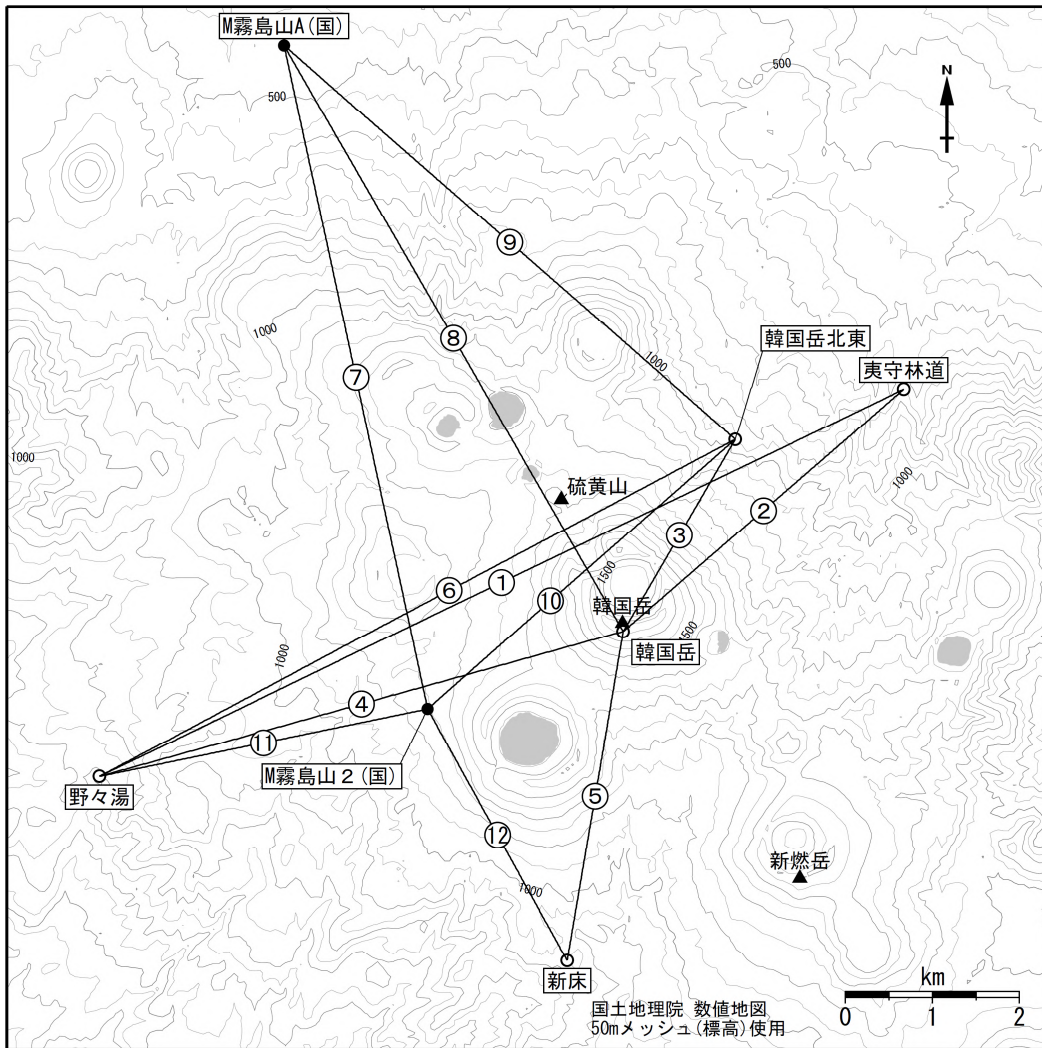 M霧島山A(国)
500
500
N
⑨
1000
⑧
韓国岳北東
1000
夷守林道
⑦
1000
1000
硫黄山
②
③
1500
⑥
①
⑩
韓国岳
1500
韓国岳
1000
④
⑪
M霧島山2(国)
野々湯
⑤
⑫
新燃岳
1000
新床
km
0 1 2
国土地理院 数値地図
50mメッシュ(標高)使用